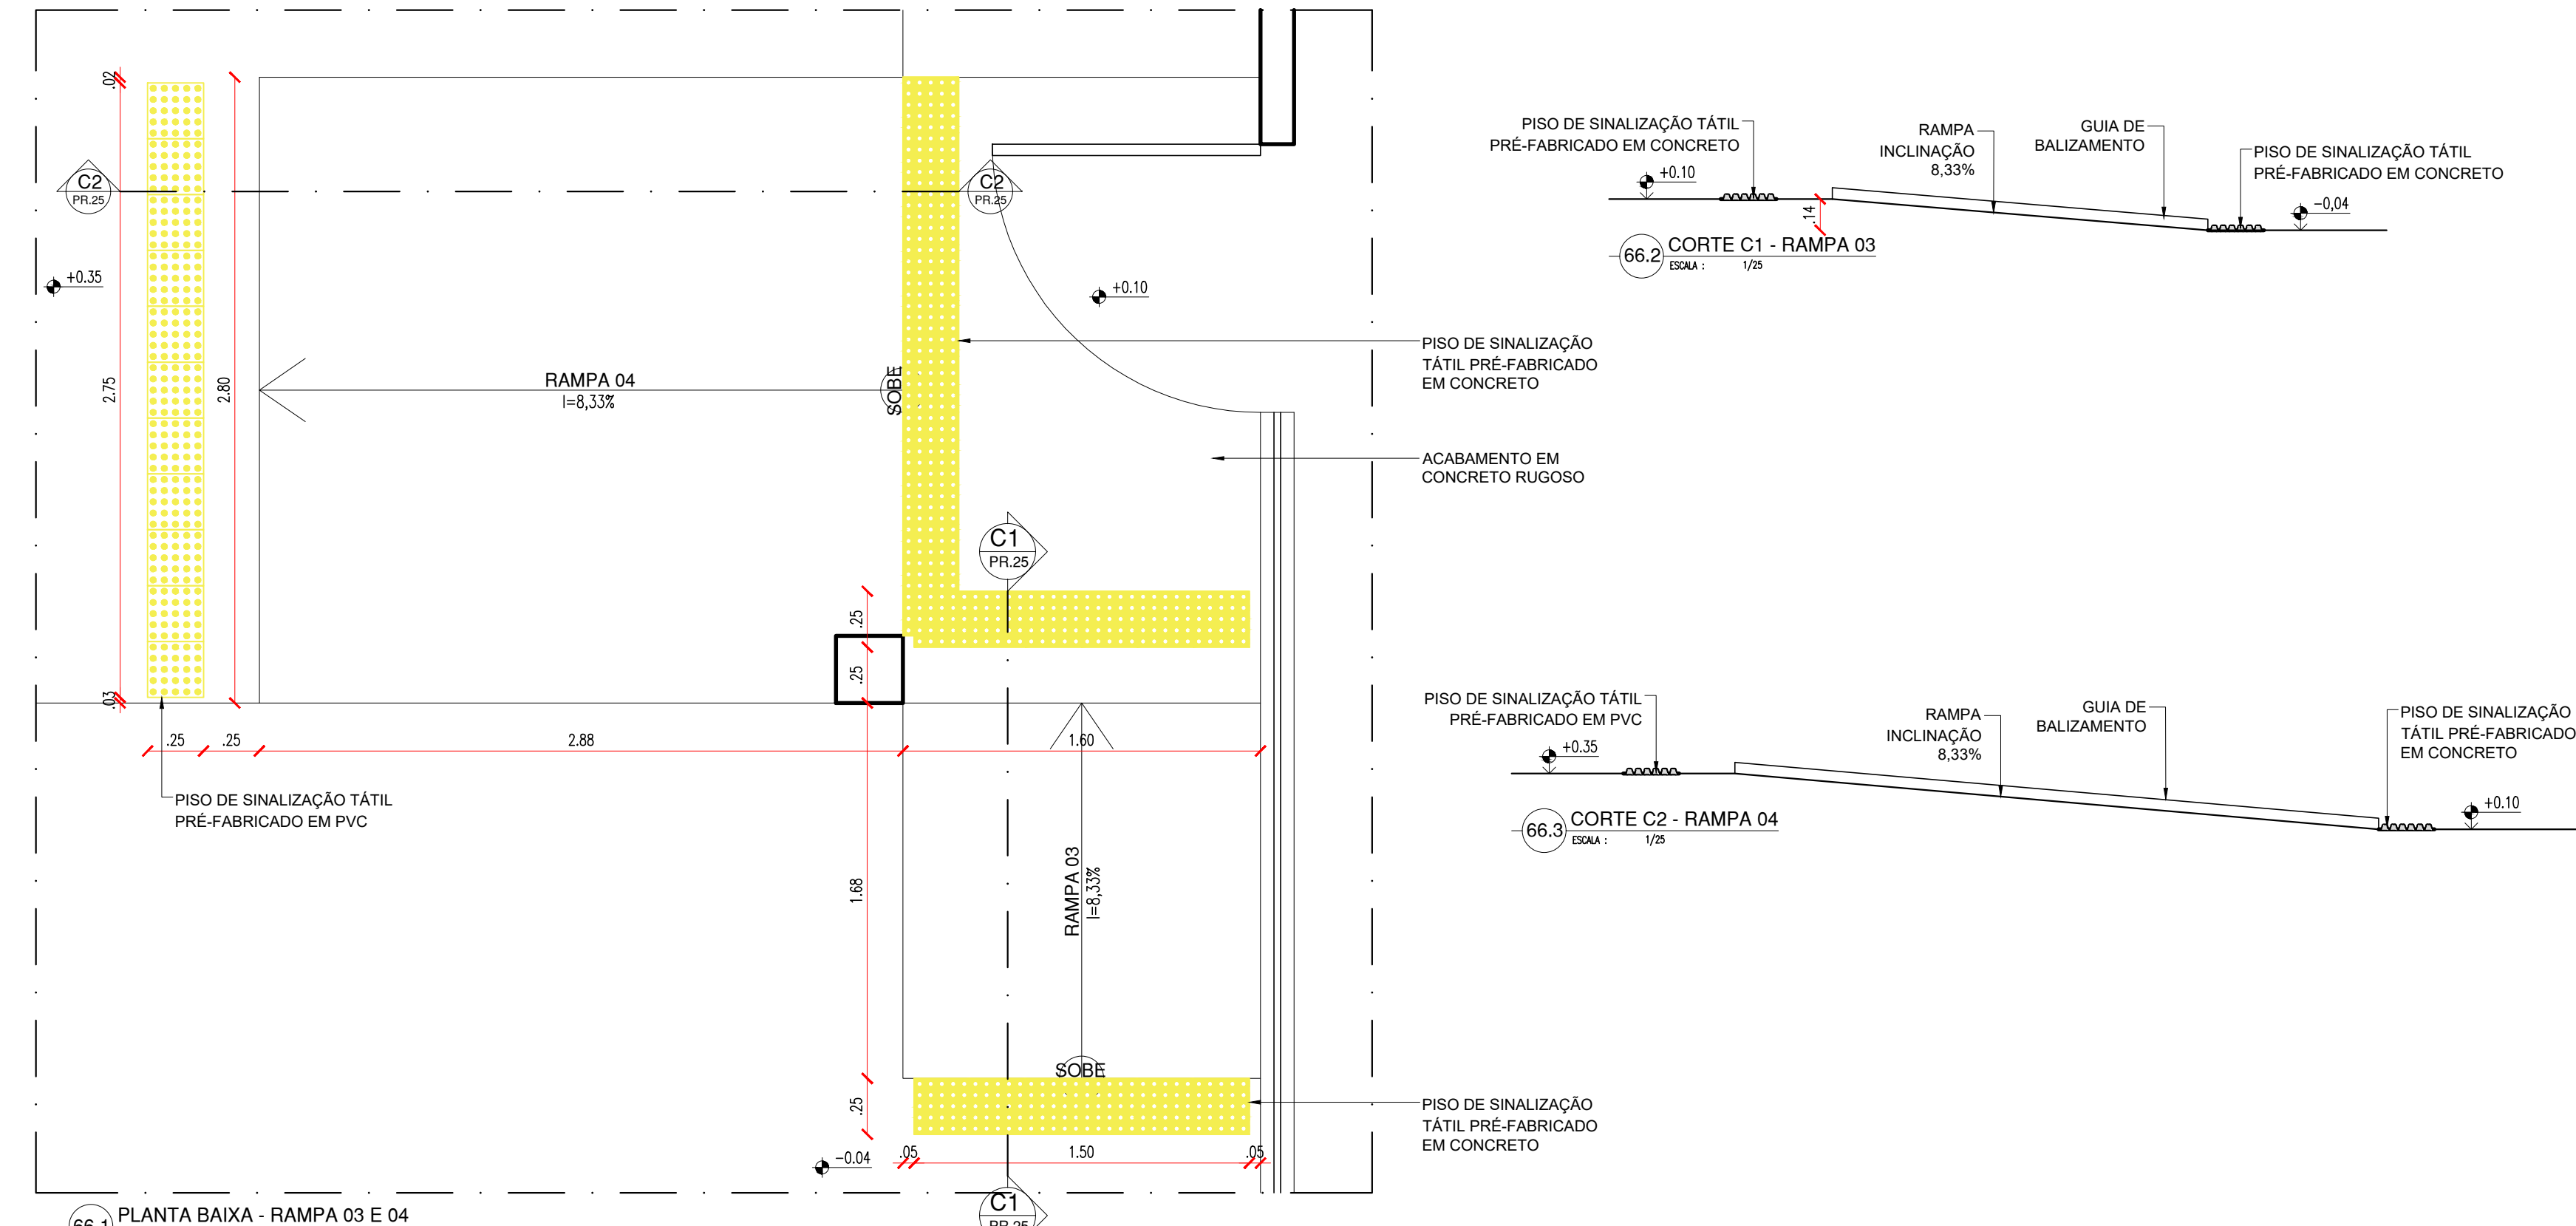 .02
2.75
.03
2.80
C2
PR.25
+0.35
RAMPA 04
I=8,33%
SOBE
C2
PR.25
+0.10
PISO DE SINALIZAÇÃO
TÁTIL PRÉ-FABRICADO
EM CONCRETO
ACABAMENTO EM
CONCRETO RUGOSO
C1
PR.25
.25
.25
.25
.25
2.88
1.60
PISO DE SINALIZAÇÃO TÁTIL
PRÉ-FABRICADO EM PVC
1.68
RAMPA 03
I=8,33%
SOBE
.25
PISO DE SINALIZAÇÃO
TÁTIL PRÉ-FABRICADO
EM CONCRETO
-0.04
.05
1.50
.05
C1
PR.25
66.1
PLANTA BAIXA - RAMPA 03 E 04
PISO DE SINALIZAÇÃO TÁTIL
PRÉ-FABRICADO EM CONCRETO
RAMPA
INCLINAÇÃO
8,33%
GUIA DE
BALIZAMENTO
PISO DE SINALIZAÇÃO TÁTIL
PRÉ-FABRICADO EM CONCRETO
+0.10
.14
-0,04
66.2
CORTE C1 - RAMPA 03
ESCALA : 1/25
PISO DE SINALIZAÇÃO TÁTIL
PRÉ-FABRICADO EM PVC
RAMPA
INCLINAÇÃO
8,33%
GUIA DE
BALIZAMENTO
PISO DE SINALIZAÇÃO
TÁTIL PRÉ-FABRICADO
EM CONCRETO
+0.35
+0.10
66.3
CORTE C2 - RAMPA 04
ESCALA : 1/25